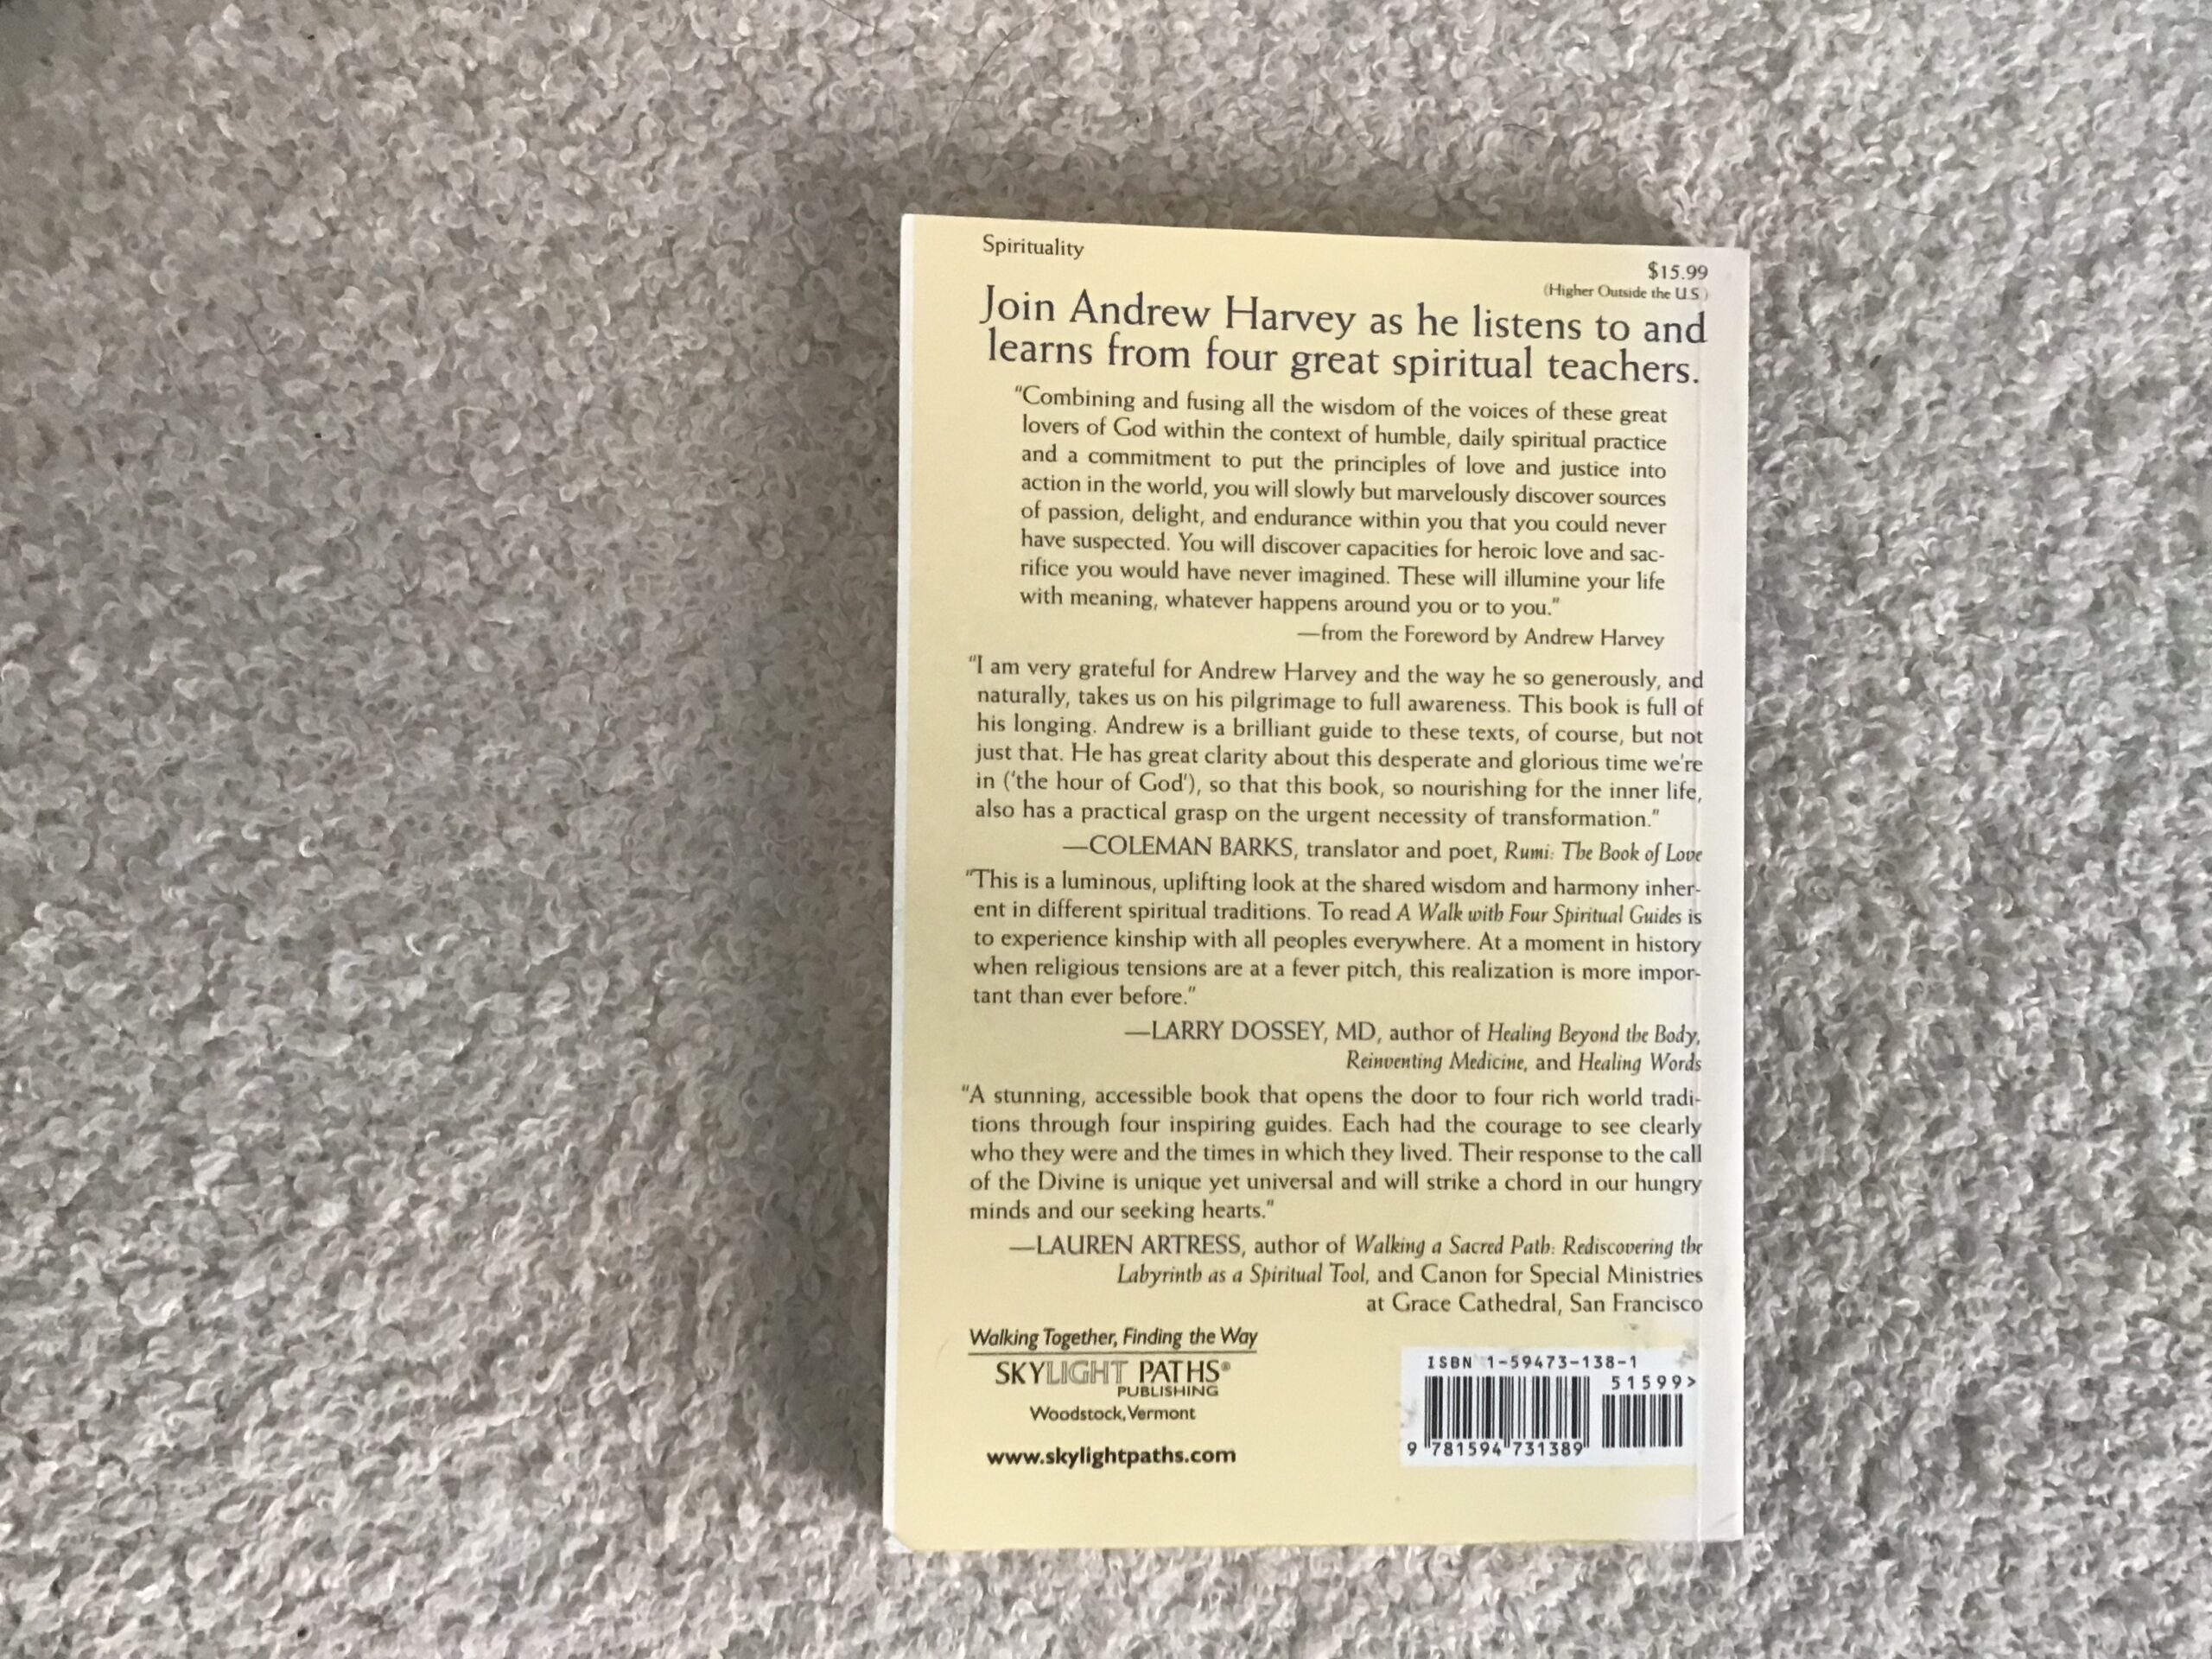 Spirituality
$15.99
(Higher Outside the U.S.)
Join Andrew Harvey as he listens to and
learns from four great spiritual teachers.
"Combining and fusing all the wisdom of the voices of these great
lovers of God within the context of humble, daily spiritual practice
and a commitment to put the principles of love and justice into
action in the world, you will slowly but marvelously discover sources
of passion, delight, and endurance within you that you could never
have suspected. You will discover capacities for heroic love and sac-
rifice you would have never imagined. These will illumine your life
with meaning, whatever happens around you or to you."
—from the Foreword by Andrew Harvey
"I am very grateful for Andrew Harvey and the way he so generously, and
naturally, takes us on his pilgrimage to full awareness. This book is full of
his longing. Andrew is a brilliant guide to these texts, of course, but not
just that. He has great clarity about this desperate and glorious time we're
in ('the hour of God'), so that this book, so nourishing for the inner life,
also has a practical grasp on the urgent necessity of transformation."
—COLEMAN BARKS, translator and poet, Rumi: The Book of Love
"This is a luminous, uplifting look at the shared wisdom and harmony inher-
ent in different spiritual traditions. To read A Walk with Four Spiritual Guides is
to experience kinship with all peoples everywhere. At a moment in history
when religious tensions are at a fever pitch, this realization is more impor-
tant than ever before."
—LARRY DOSSEY, MD, author of Healing Beyond the Body,
Reinventing Medicine, and Healing Words
"A stunning, accessible book that opens the door to four rich world tradi-
tions through four inspiring guides. Each had the courage to see clearly
who they were and the times in which they lived. Their response to the call
of the Divine is unique yet universal and will strike a chord in our hungry
minds and our seeking hearts."
—LAUREN ARTRESS, author of Walking a Sacred Path: Rediscovering the
Labyrinth as a Spiritual Tool, and Canon for Special Ministries
at Grace Cathedral, San Francisco
Walking Together, Finding the Way
SKYLIGHT PATHS®
PUBLISHING
Woodstock, Vermont
www.skylightpaths.com
ISBN 1-59473-138-1
51599>
9 781594 731389